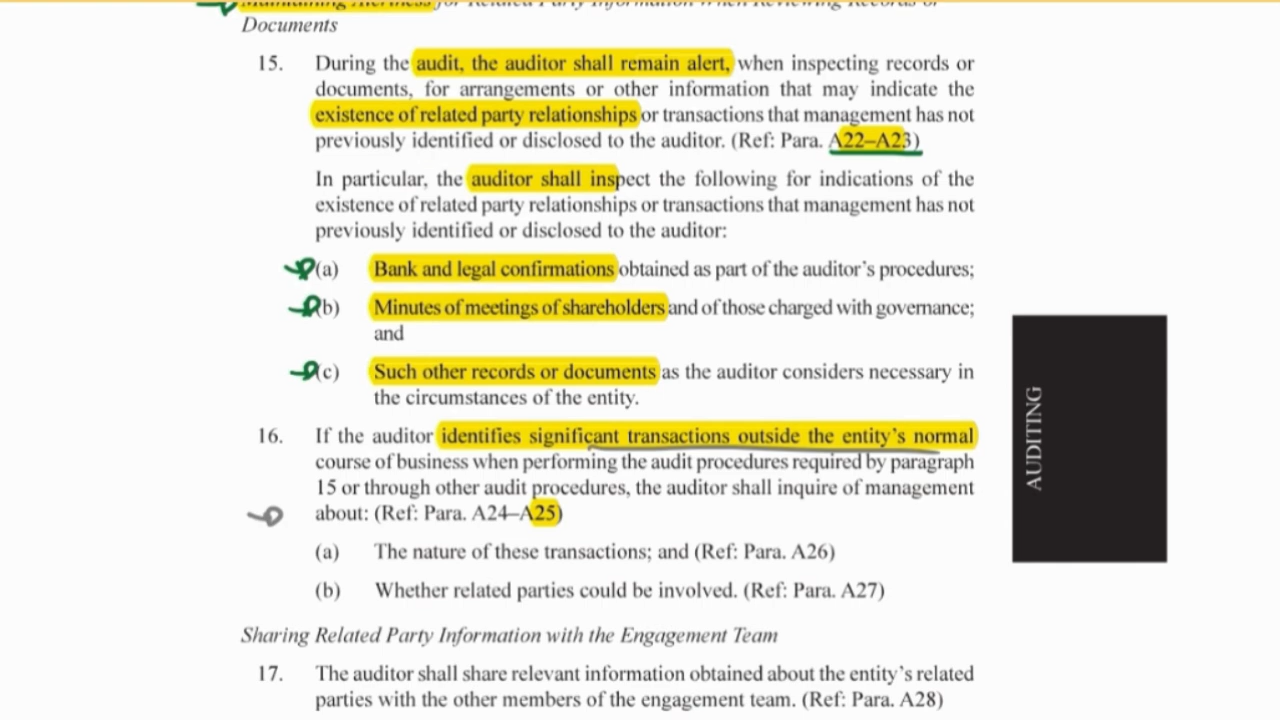 Maintaining Alertness for Related Party Information When Reviewing Records or
Documents
15. During the audit, the auditor shall remain alert, when inspecting records or
documents, for arrangements or other information that may indicate the
existence of related party relationships or transactions that management has not
previously identified or disclosed to the auditor. (Ref: Para. A22–A23)
In particular, the auditor shall inspect the following for indications of the
existence of related party relationships or transactions that management has not
previously identified or disclosed to the auditor:
(a) Bank and legal confirmations obtained as part of the auditor's procedures;
(b) Minutes of meetings of shareholders and of those charged with governance;
and
(c) Such other records or documents as the auditor considers necessary in
the circumstances of the entity.
16. If the auditor identifies significant transactions outside the entity's normal
course of business when performing the audit procedures required by paragraph
15 or through other audit procedures, the auditor shall inquire of management
about: (Ref: Para. A24–A25)
(a) The nature of these transactions; and (Ref: Para. A26)
(b) Whether related parties could be involved. (Ref: Para. A27)
Sharing Related Party Information with the Engagement Team
17. The auditor shall share relevant information obtained about the entity's related
parties with the other members of the engagement team. (Ref: Para. A28)
AUDITING